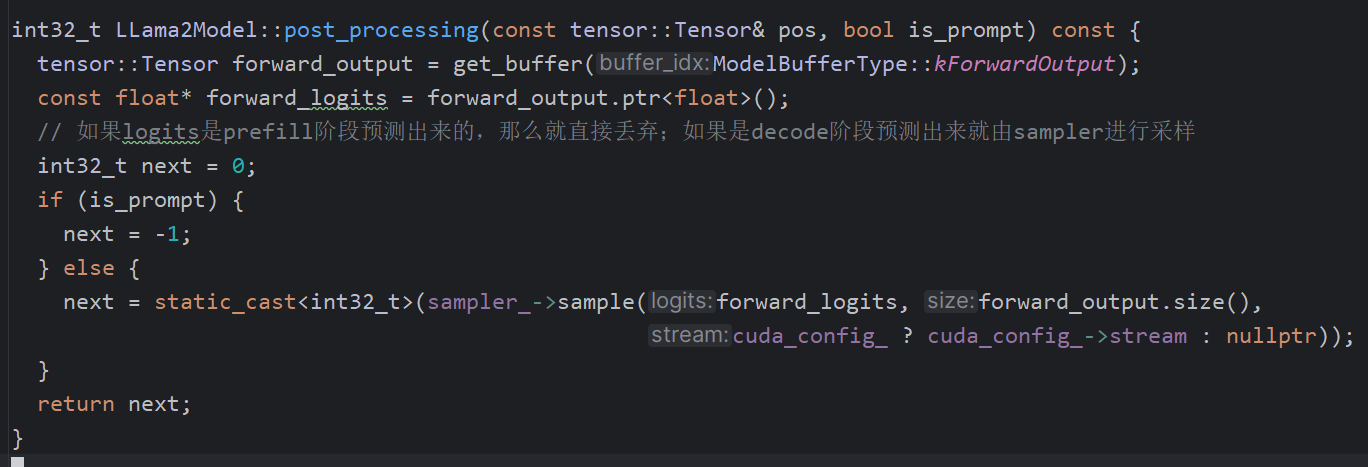 int32_t LLama2Model::post_processing(const tensor::Tensor& pos, bool is_prompt) const {
  tensor::Tensor forward_output = get_buffer(buffer_idx:ModelBufferType::kForwardOutput);
  const float* forward_logits = forward_output.ptr<float>();
  // 如果logits是prefill阶段预测出来的，那么就直接丢弃；如果是decode阶段预测出来就由sampler进行采样
  int32_t next = 0;
  if (is_prompt) {
    next = -1;
  } else {
    next = static_cast<int32_t>(sampler_->sample(logits:forward_logits, size:forward_output.size(),
                                                 stream:cuda_config_ ? cuda_config_->stream : nullptr));
  }
  return next;
}